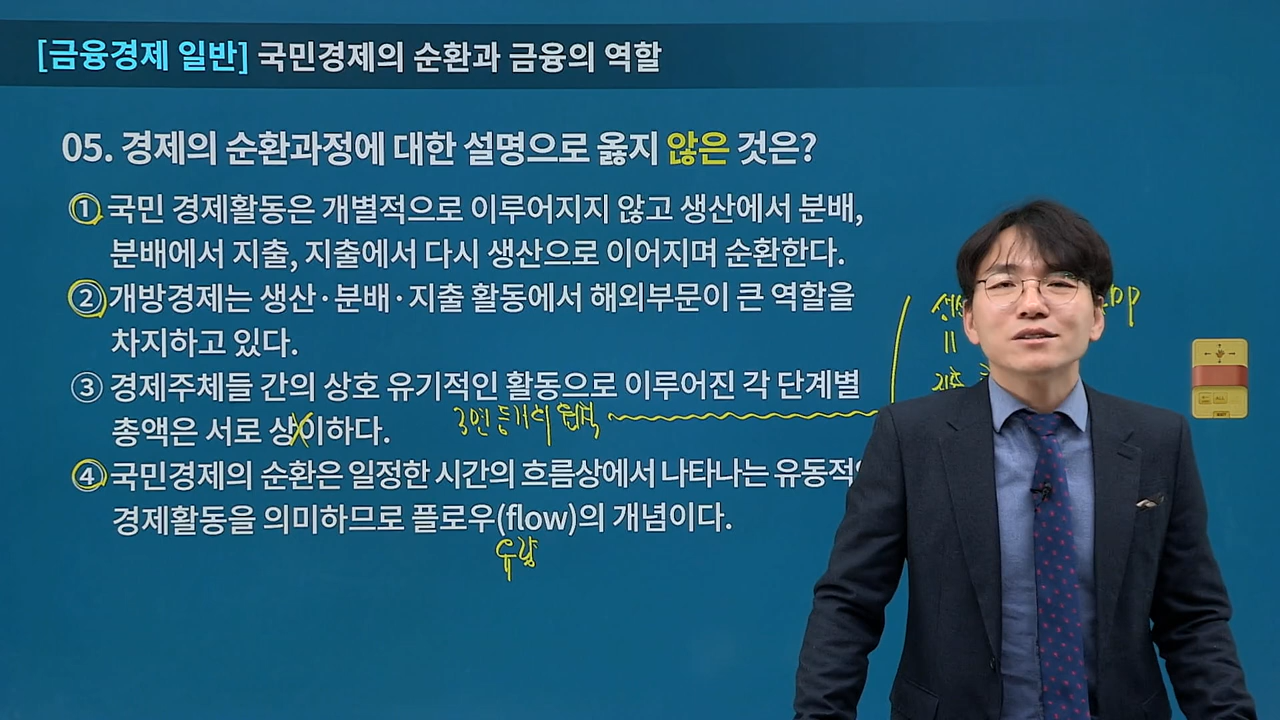 [금융경제 일반] 국민경제의 순환과 금융의 역할
05. 경제의 순환과정에 대한 설명으로 옳지 않은 것은?
① 국민 경제활동은 개별적으로 이루어지지 않고 생산에서 분배,
분배에서 지출, 지출에서 다시 생산으로 이어지며 순환한다.
② 개방경제는 생산·분배·지출 활동에서 해외부문이 큰 역할을
차지하고 있다.
③ 경제주체들 간의 상호 유기적인 활동으로 이루어진 각 단계별
총액은 서로 상이하다.
3면등가의 원칙
④ 국민경제의 순환은 일정한 시간의 흐름상에서 나타나는 유동적
경제활동을 의미하므로 플로우(flow)의 개념이다.
유량